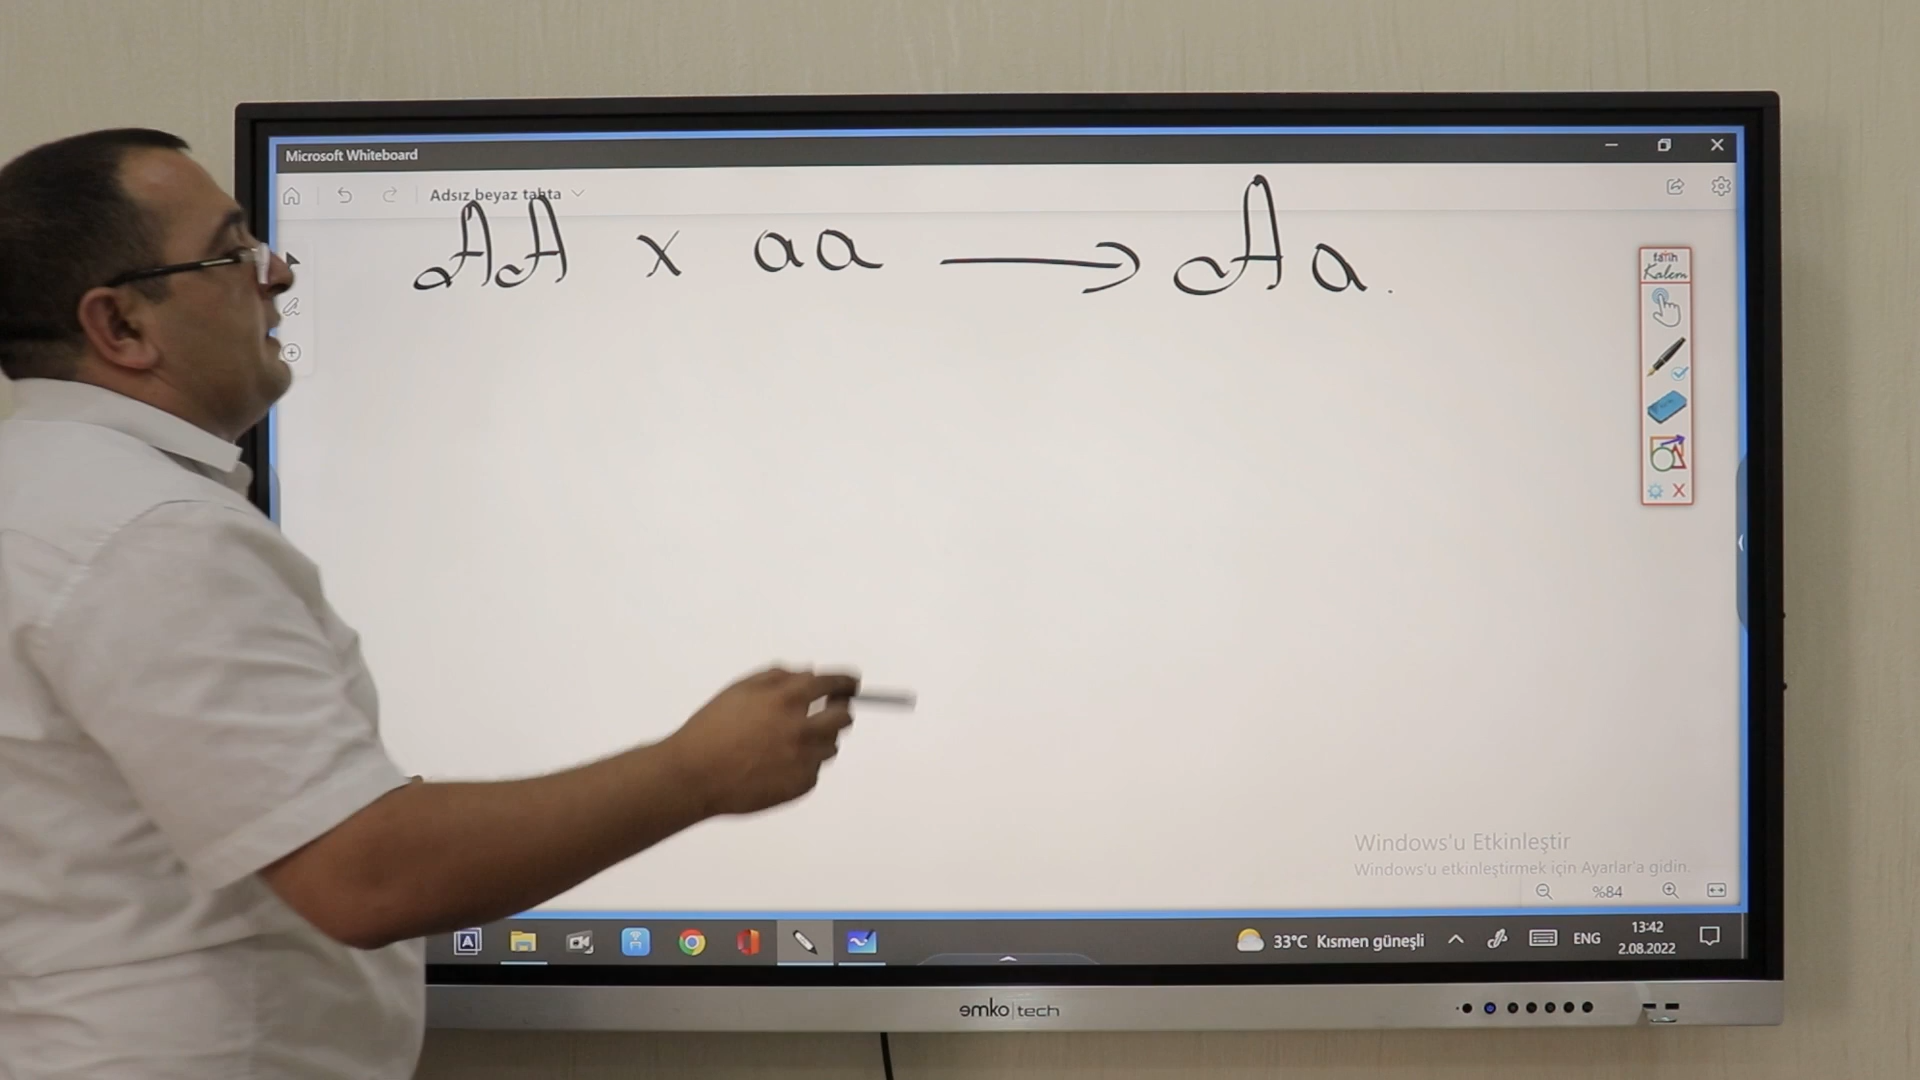 Microsoft Whiteboard
Adsız beyaz tahta
AA x aa → Aa.
fatih
Kalem
Windows'u Etkinleştir
Windows'u etkinleştirmek için Ayarlar'a gidin.
%84
33°C Kısmen güneşli
ENG
13:42
2.08.2022
emko|tech